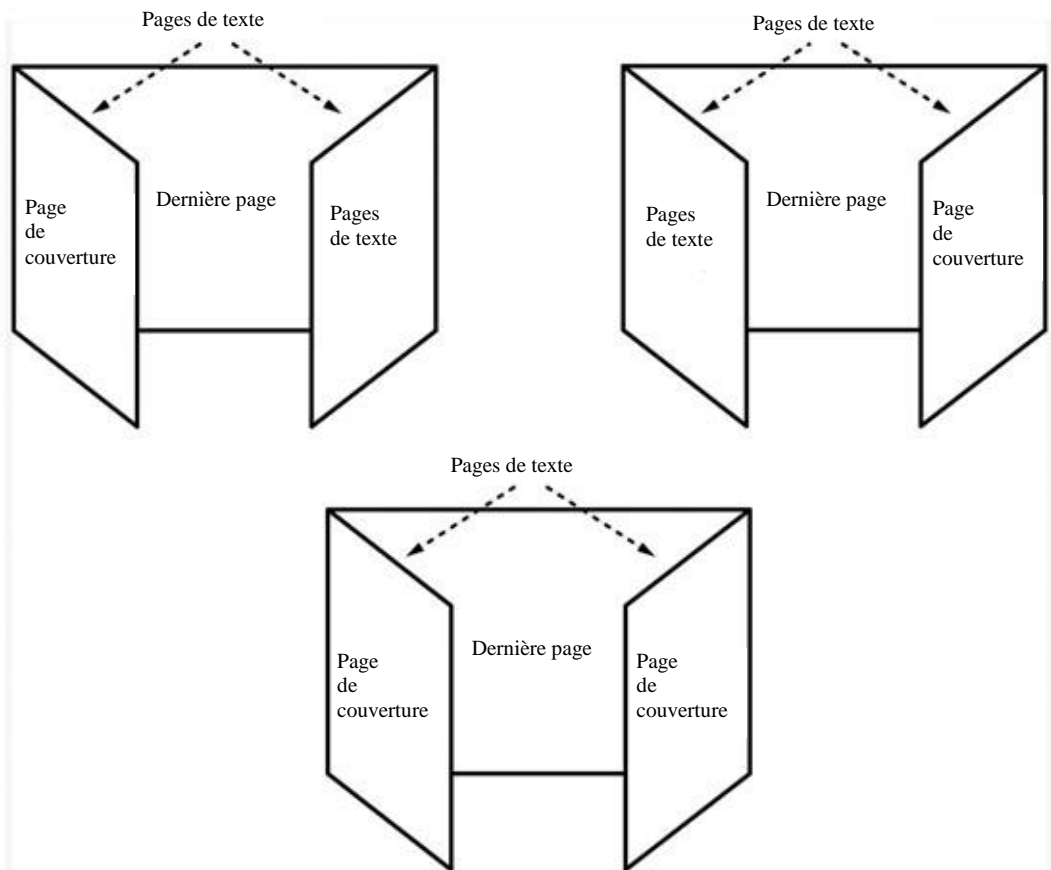 Pages de texte
Page
de
couverture
Dernière page
Pages
de texte
Pages de texte
Pages
de texte
Dernière page
Page
de
couverture
Pages de texte
Page
de
couverture
Dernière page
Page
de
couverture